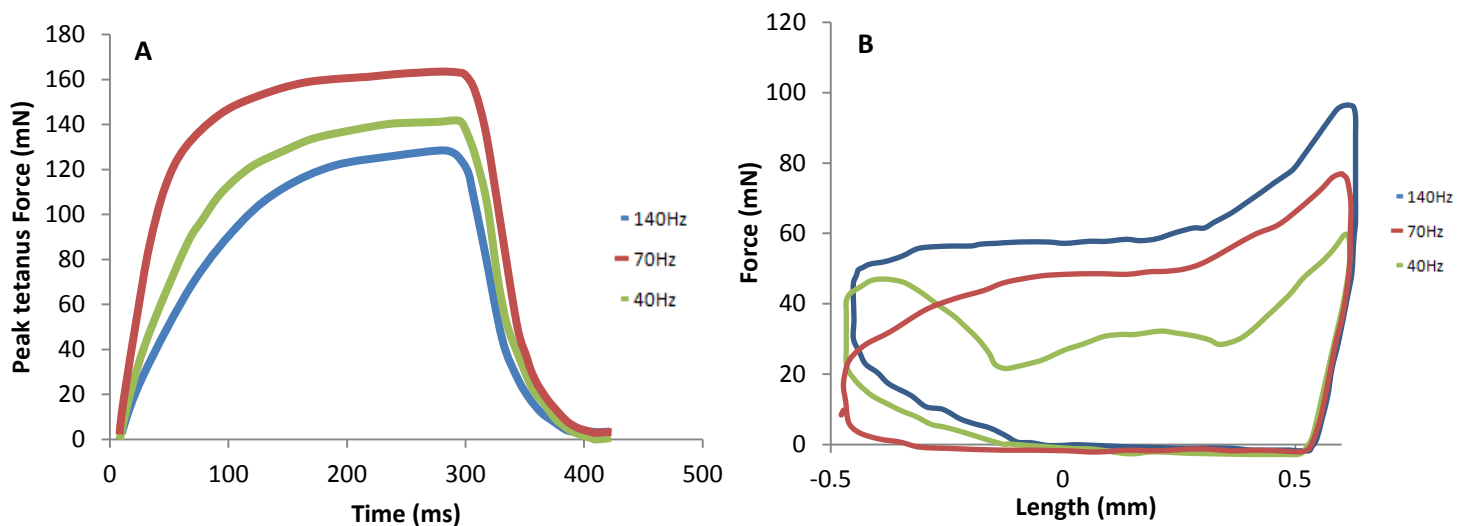 A
Peak tetanus Force (mN)
180
160
140
120
100
80
60
40
20
0
0 100 200 300 400 500
Time (ms)
140Hz
70Hz
40Hz
B
Force (mN)
120
100
80
60
40
20
0
-0.5 0 0.5
Length (mm)
140Hz
70Hz
40Hz